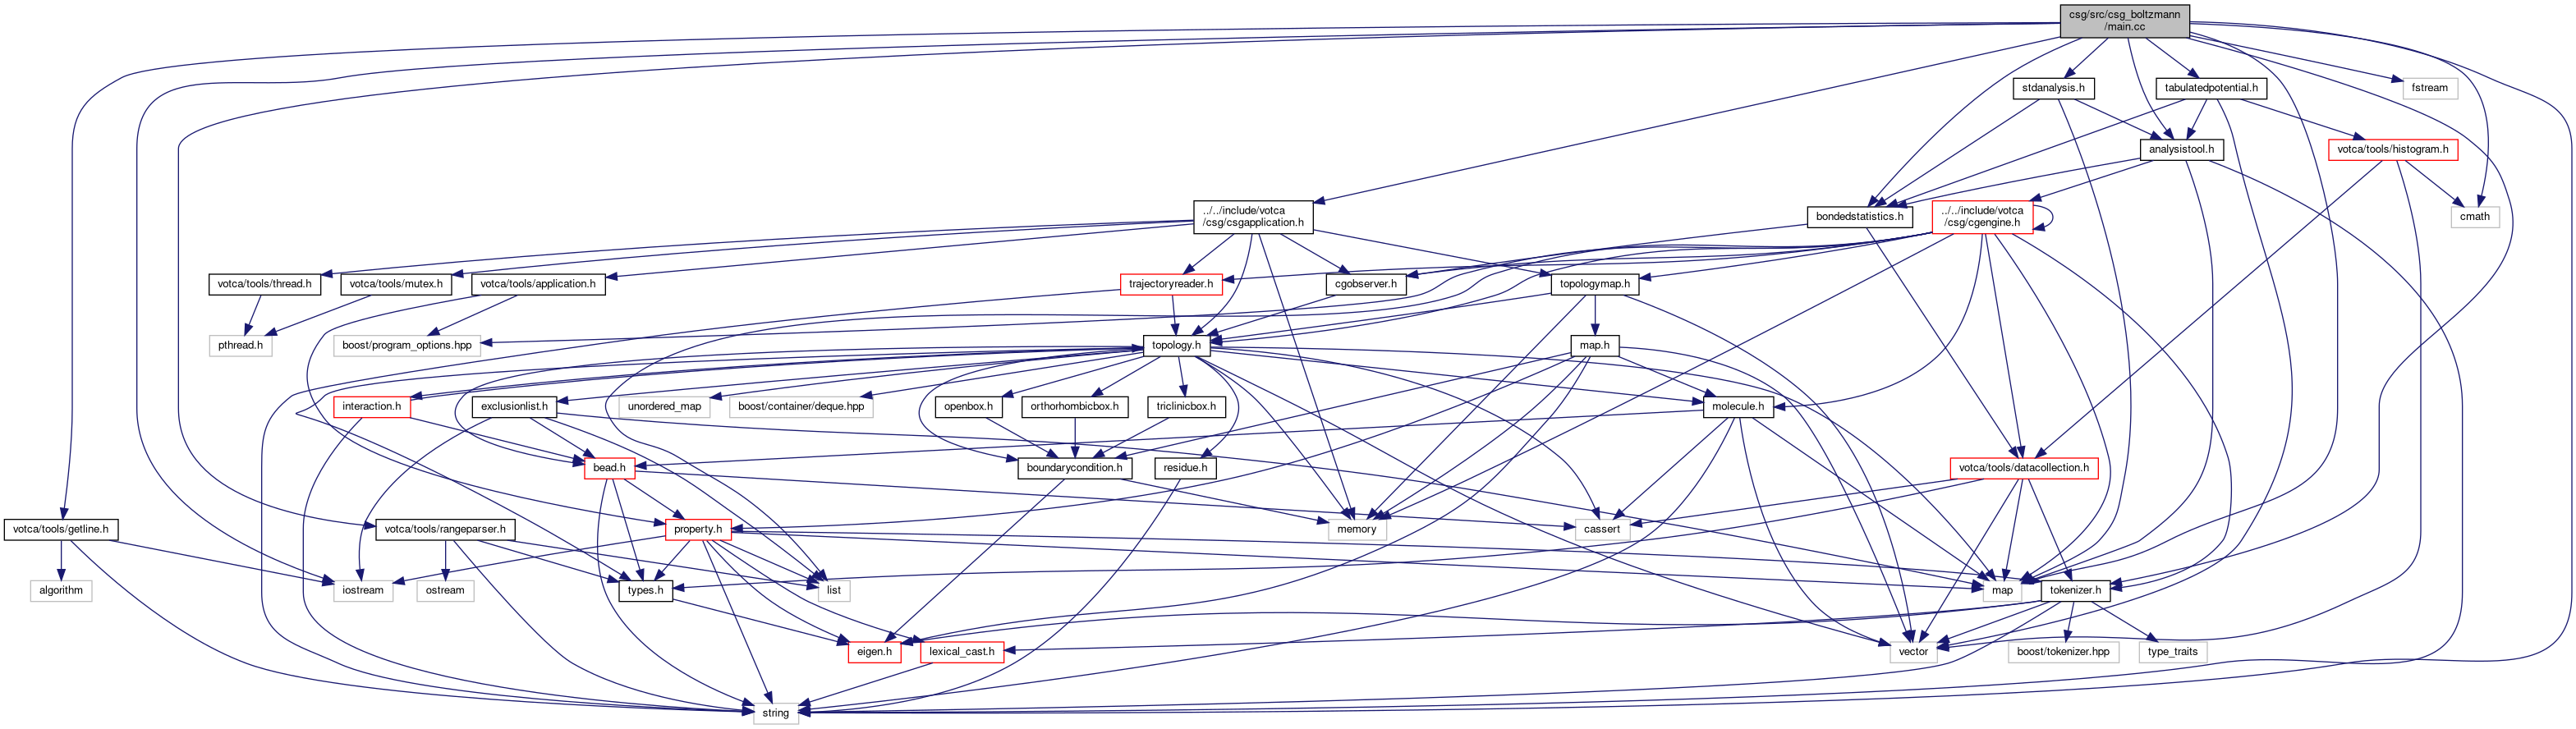 csg/src/csg_boltzmann
/main.cc
stdanalysis.h
tabulatedpotential.h
fstream
analysistool.h
votca/tools/histogram.h
../../include/votca
/csg/csgapplication.h
bondedstatistics.h
../../include/votca
/csg/cgengine.h
cmath
votca/tools/thread.h
votca/tools/mutex.h
votca/tools/application.h
trajectoryreader.h
cgobserver.h
topologymap.h
pthread.h
boost/program_options.hpp
topology.h
map.h
interaction.h
exclusionlist.h
unordered_map
boost/container/deque.hpp
openbox.h
orthorhombicbox.h
triclinicbox.h
molecule.h
bead.h
boundarycondition.h
residue.h
votca/tools/datacollection.h
votca/tools/getline.h
votca/tools/rangeparser.h
property.h
memory
cassert
algorithm
iostream
ostream
types.h
list
map
tokenizer.h
eigen.h
lexical_cast.h
vector
boost/tokenizer.hpp
type_traits
string